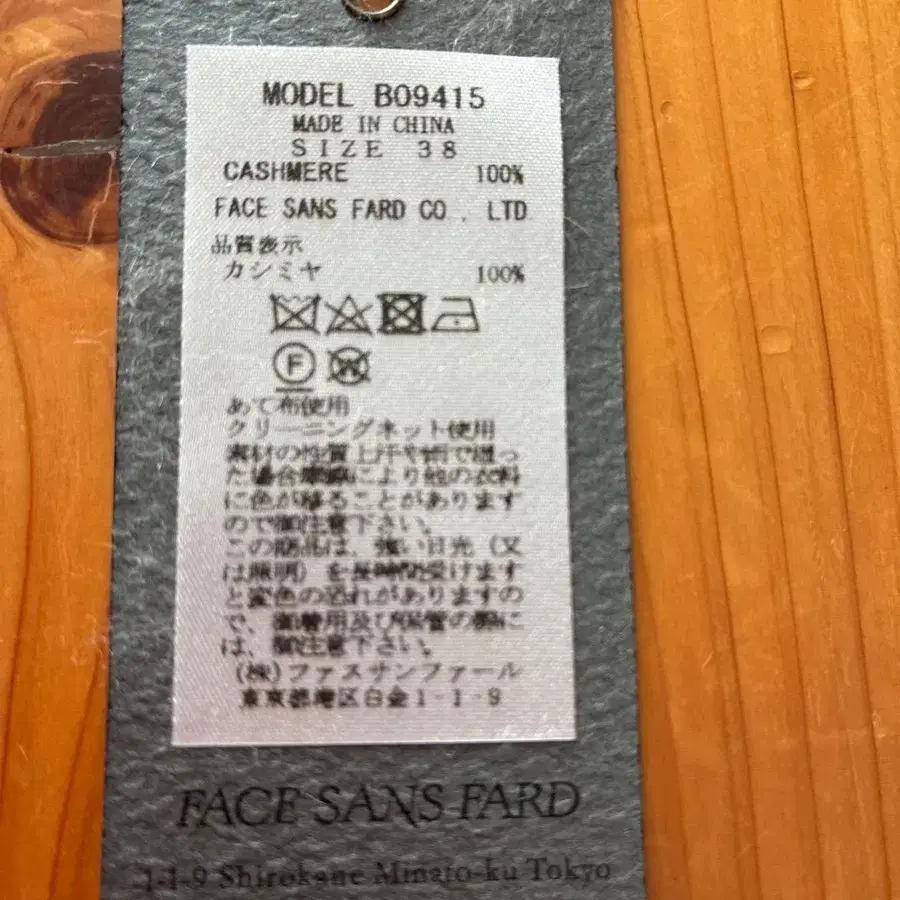 MODEL B09415
MADE IN CHINA
SIZE 38
CASHMERE 100%
FACE SANS FARD CO., LTD
品質表示
カシミヤ 100%
F W
あて布使用
クリーニングネット使用
素材の性質上汗や雨で湿っ
た場合摩擦により他の衣料
に色が移ることがあります
ので御注意下さい。
この商品は、強い日光(又
は照明)を長時間受けます
と変色の恐れがありますの
で、御着用及び保管の際に
は、御注意下さい。
(株)ファスサンファール
東京都港区白金1-1-9
FACE SANS FARD
1-1-9 Shirokane Minato-ku Tokyo